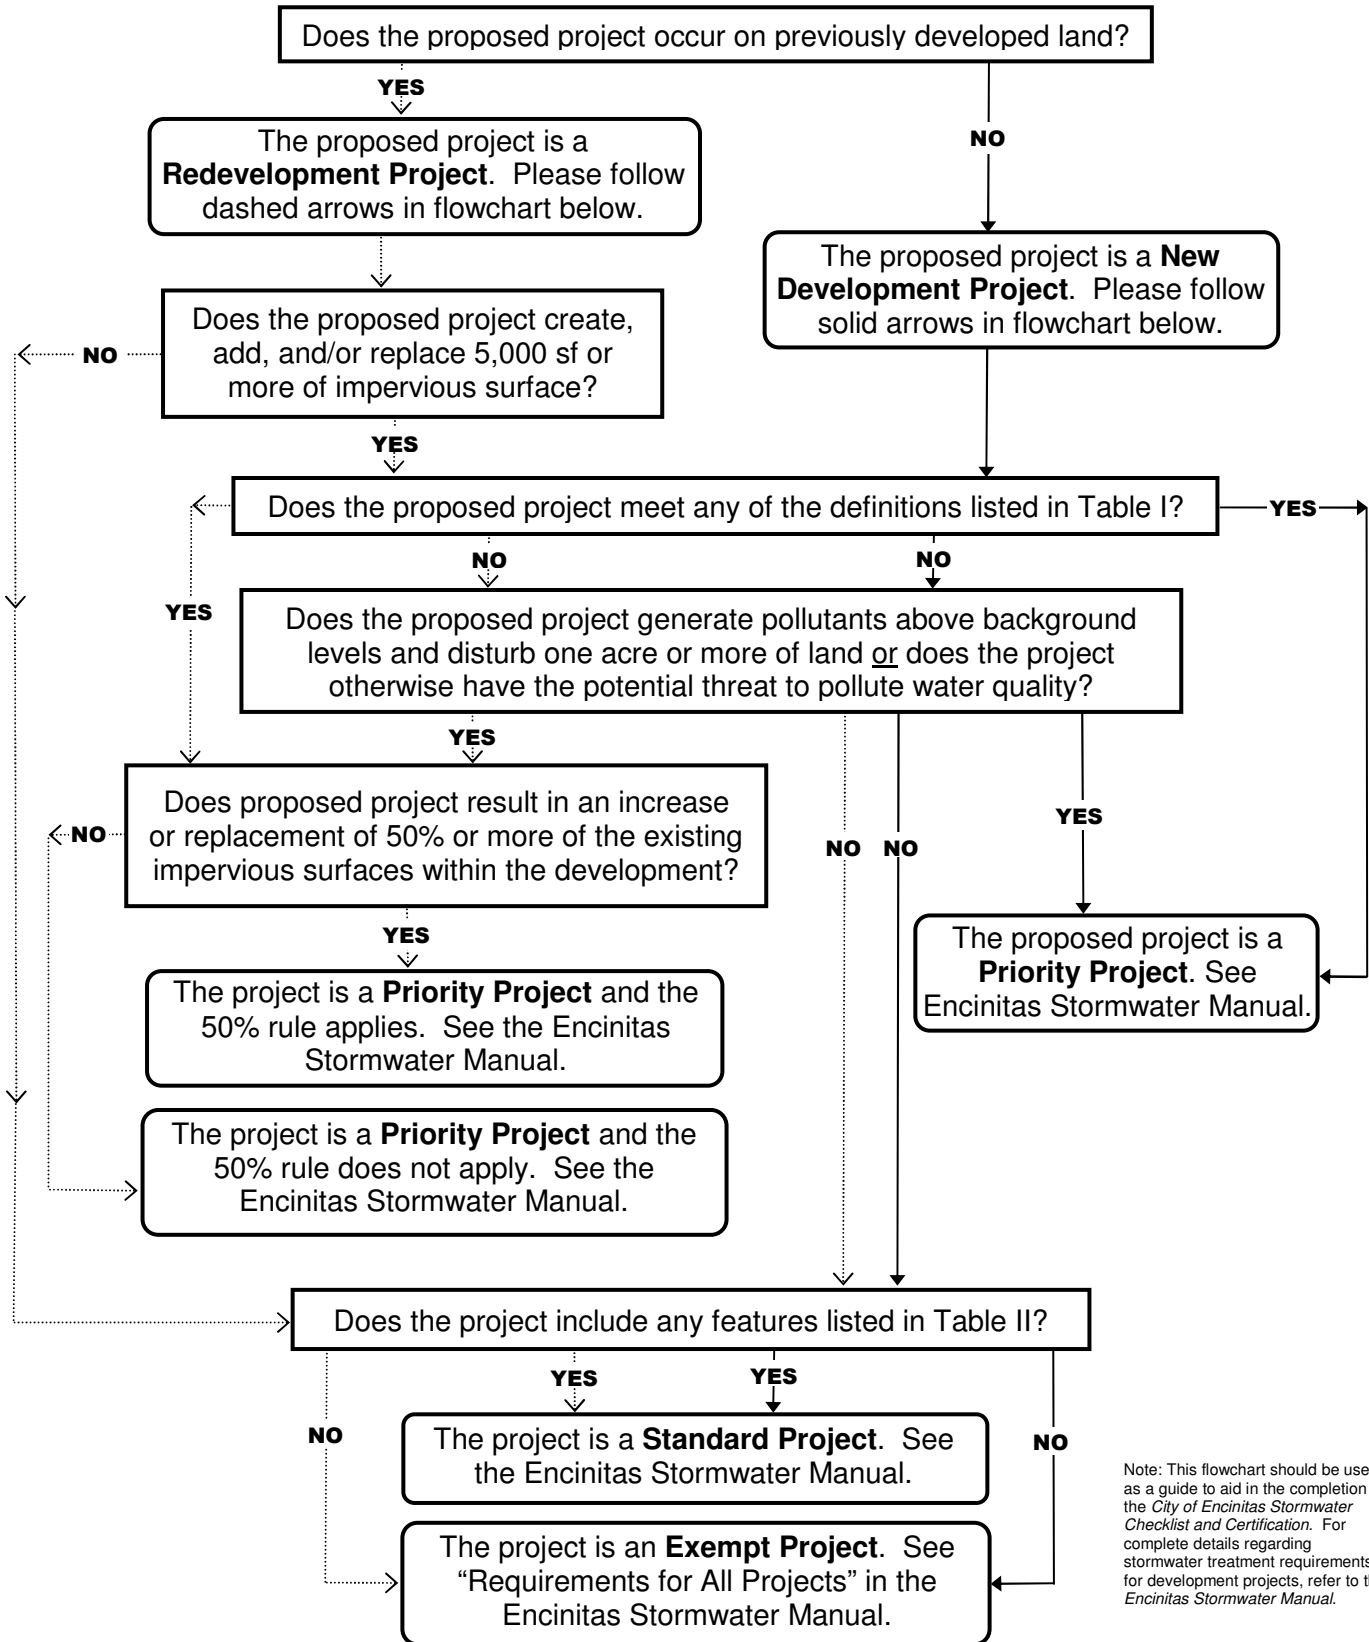 Does the proposed project occur on previously developed land?
YES
NO
The proposed project is a
Redevelopment Project. Please follow
dashed arrows in flowchart below.
The proposed project is a New
Development Project. Please follow
solid arrows in flowchart below.
Does the proposed project create,
add, and/or replace 5,000 sf or
more of impervious surface?
NO
YES
Does the proposed project meet any of the definitions listed in Table I?
YES
NO
NO
YES
Does the proposed project generate pollutants above background
levels and disturb one acre or more of land or does the project
otherwise have the potential threat to pollute water quality?
YES
NO
NO
YES
Does proposed project result in an increase
or replacement of 50% or more of the existing
impervious surfaces within the development?
NO
YES
The proposed project is a
Priority Project. See
Encinitas Stormwater Manual.
The project is a Priority Project and the
50% rule applies. See the Encinitas
Stormwater Manual.
The project is a Priority Project and the
50% rule does not apply. See the
Encinitas Stormwater Manual.
Does the project include any features listed in Table II?
YES
YES
NO
NO
The project is a Standard Project. See
the Encinitas Stormwater Manual.
The project is an Exempt Project. See
“Requirements for All Projects” in the
Encinitas Stormwater Manual.
Note: This flowchart should be use
as a guide to aid in the completion
the City of Encinitas Stormwater
Checklist and Certification. For
complete details regarding
stormwater treatment requirements
for development projects, refer to t
Encinitas Stormwater Manual.